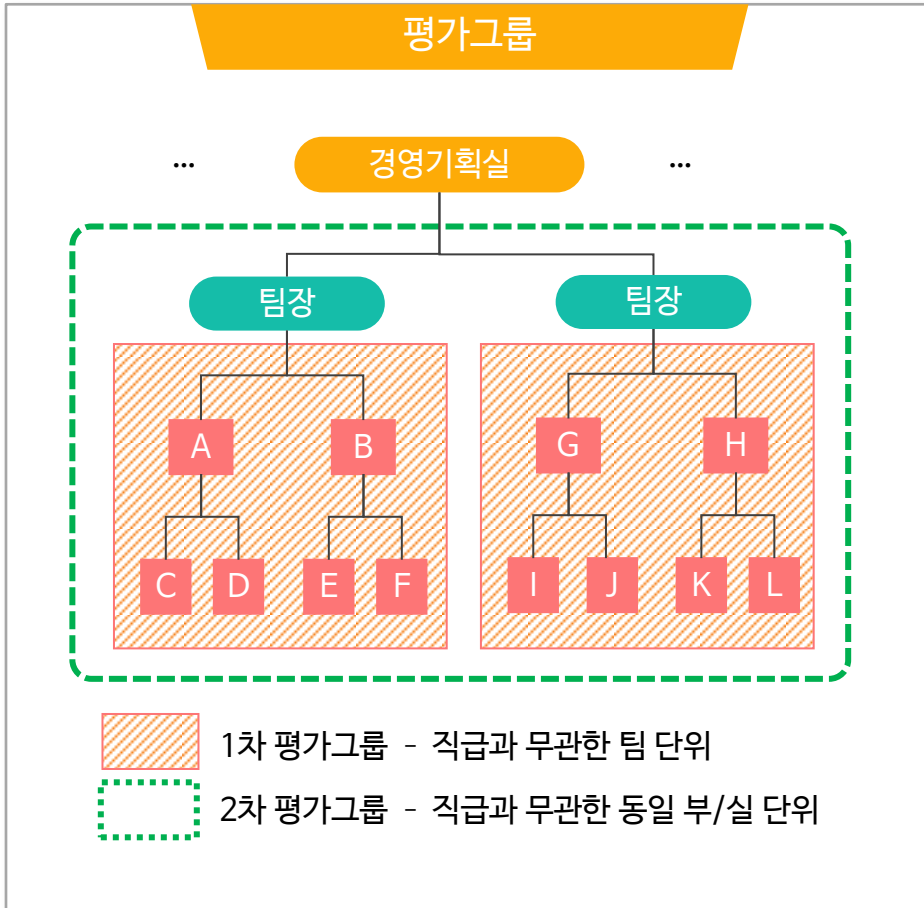 평가그룹
... 경영기획실 ...
팀장 팀장
A B G H
C D E F I J K L
1차 평가그룹 - 직급과 무관한 팀 단위
2차 평가그룹 - 직급과 무관한 동일 부/실 단위